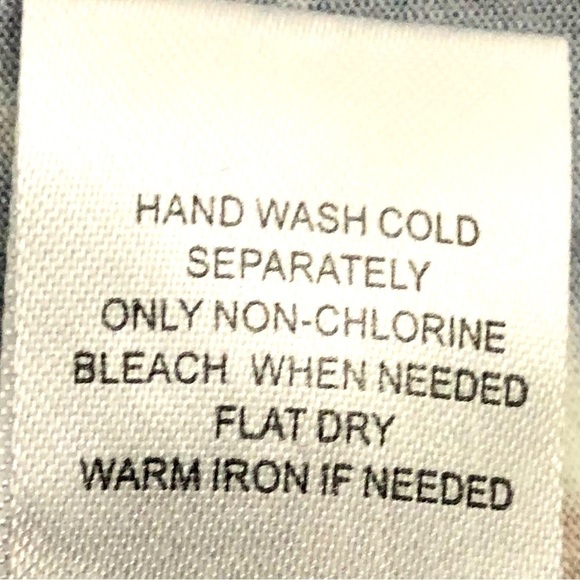 HAND WASH COLD
SEPARATELY
ONLY NON-CHLORINE
BLEACH WHEN NEEDED
FLAT DRY
WARM IRON IF NEEDED